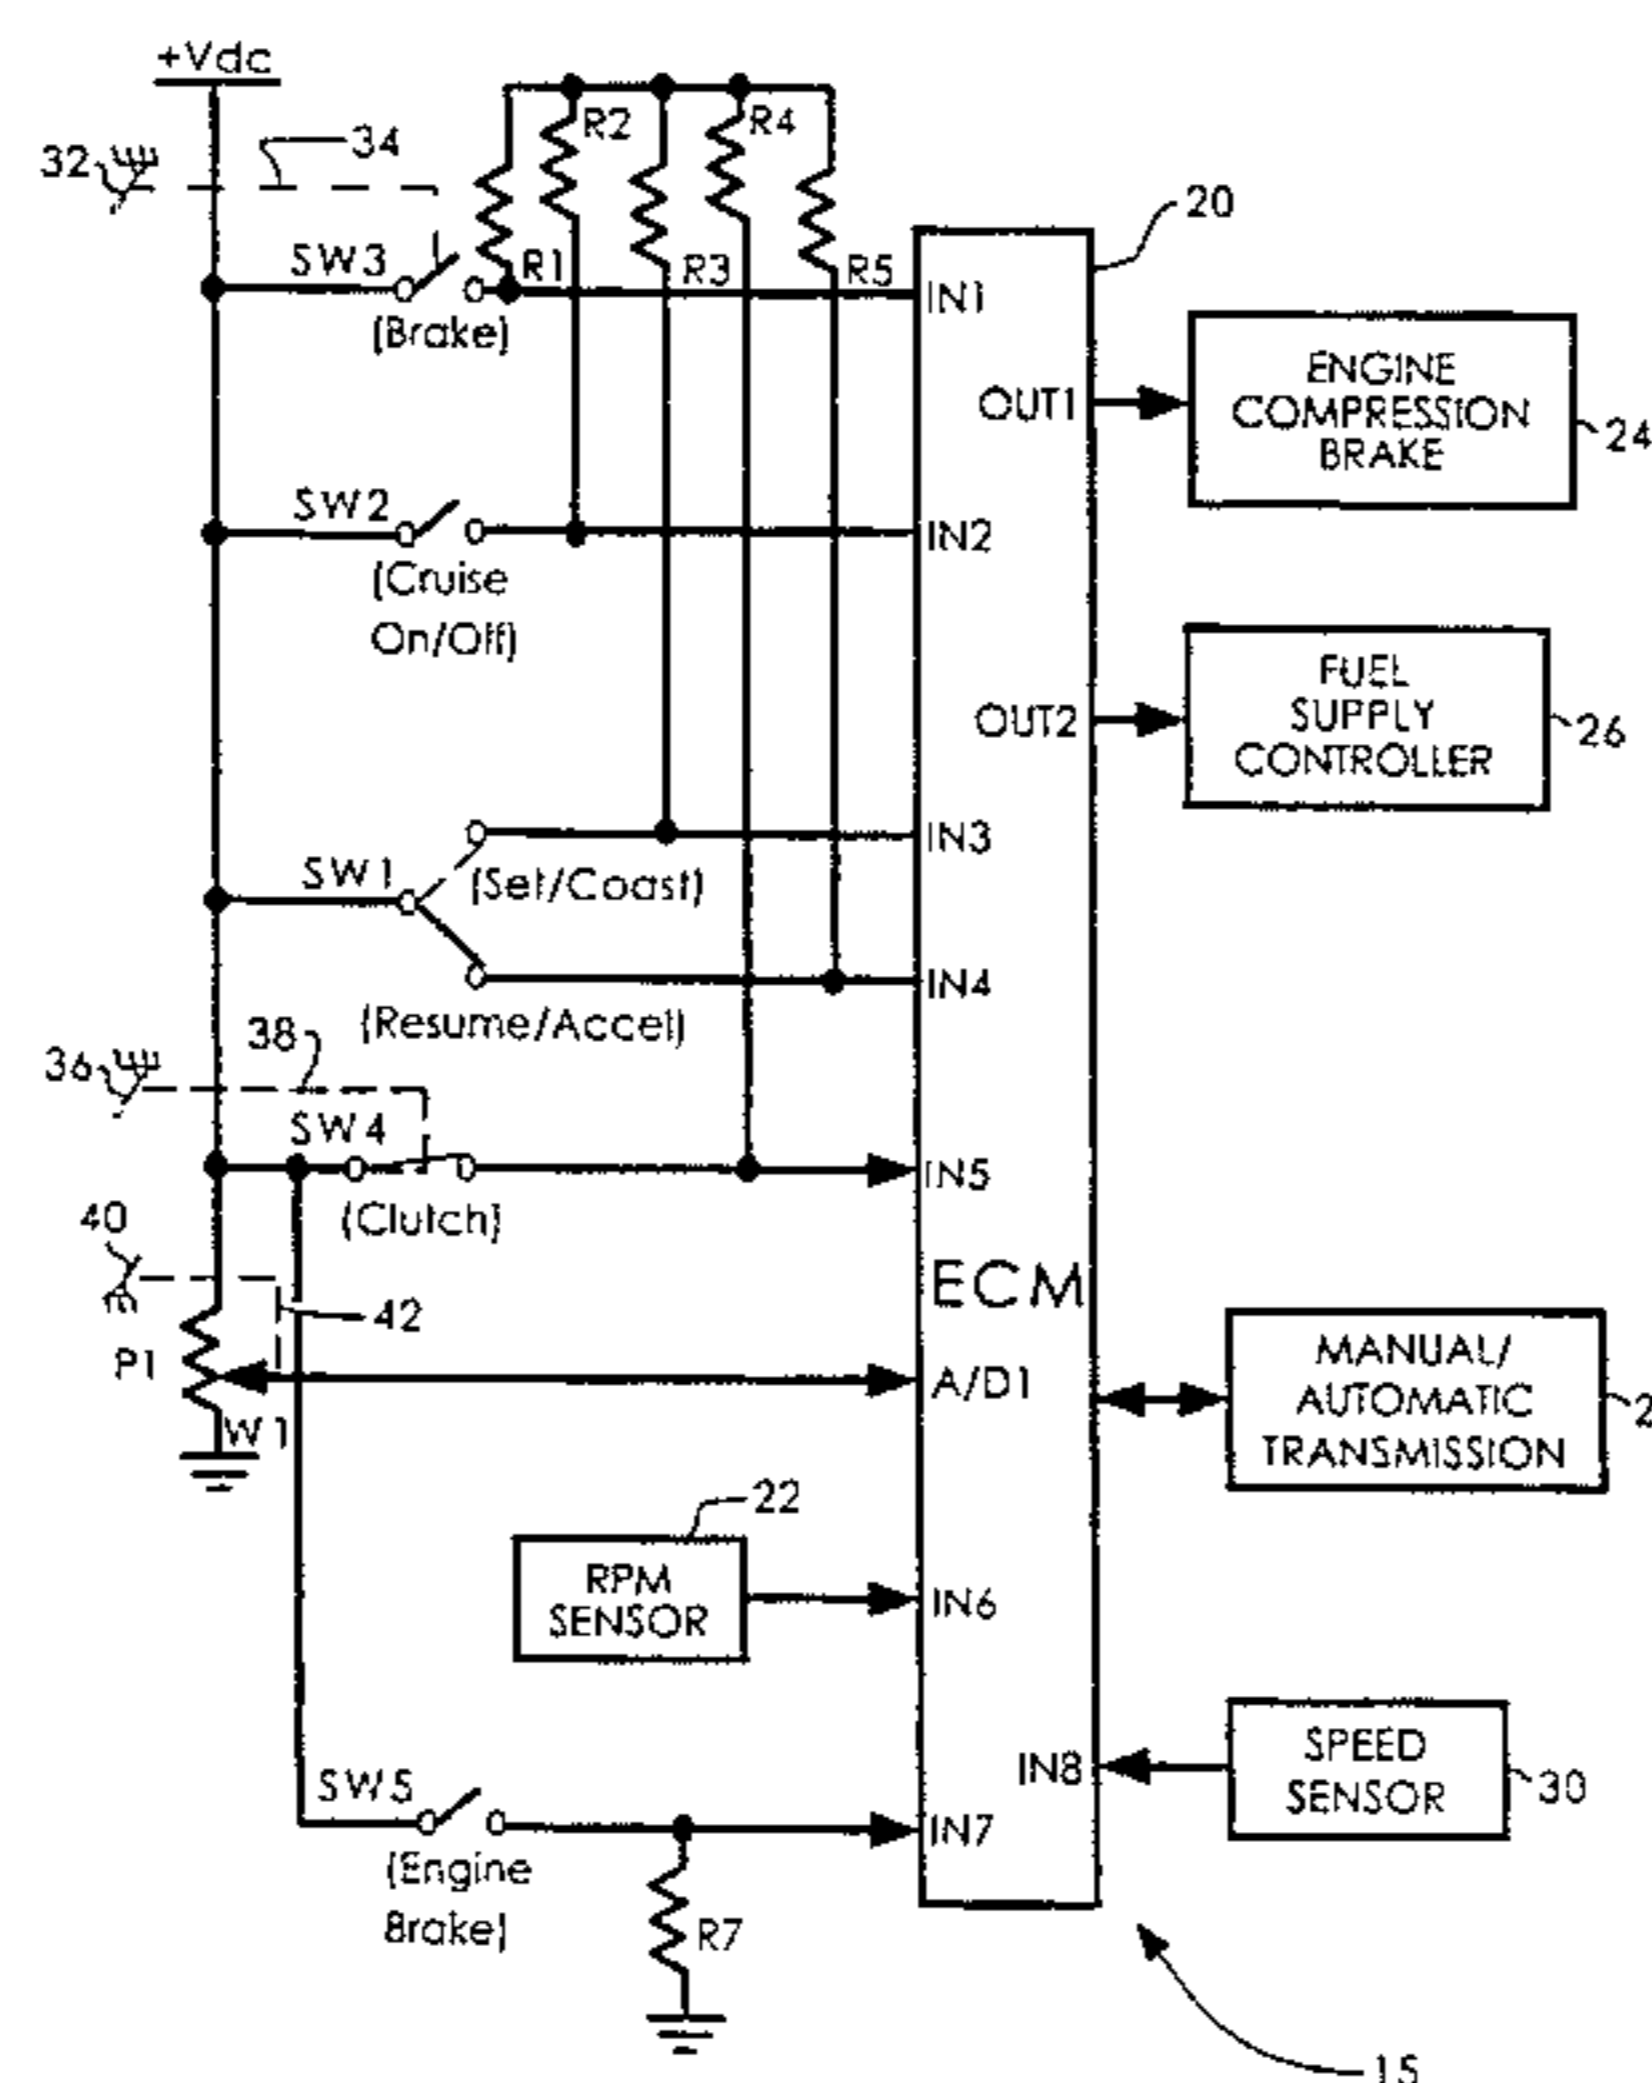 +Vdc
32
34
R2
R4
20
SW3
R1
R3
R5
IN1
(Brake)
OUT1
ENGINE
COMPRESSION
BRAKE
24
SW2
IN2
(Cruise
On/Off)
OUT2
FUEL
SUPPLY
CONTROLLER
26
IN3
SW1
(Set/Coast)
IN4
(Resume/Accel)
36
38
SW4
IN5
(Clutch)
40
ECM
42
P1
A/D1
W1
MANUAL/
AUTOMATIC
TRANSMISSION
2
22
RPM
SENSOR
IN6
IN8
SPEED
SENSOR
30
SW5
IN7
(Engine
Brake)
R7
15